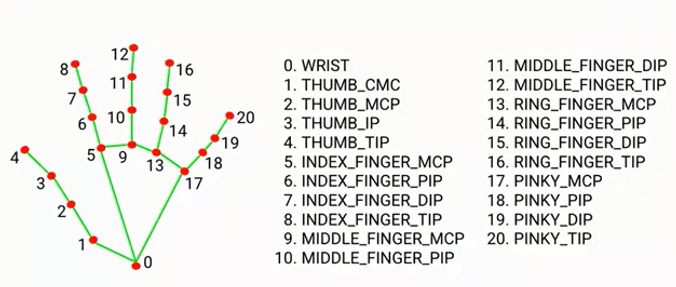 12
8
16
11
7
15
10
6
20
14
19
4
5
9
13
18
3
17
2
1
0
0. WRIST
1. THUMB_CMC
2. THUMB_MCP
3. THUMB_IP
4. THUMB_TIP
5. INDEX_FINGER_MCP
6. INDEX_FINGER_PIP
7. INDEX_FINGER_DIP
8. INDEX_FINGER_TIP
9. MIDDLE_FINGER_MCP
10. MIDDLE_FINGER_PIP
11. MIDDLE_FINGER_DIP
12. MIDDLE_FINGER_TIP
13. RING_FINGER_MCP
14. RING_FINGER_PIP
15. RING_FINGER_DIP
16. RING_FINGER_TIP
17. PINKY_MCP
18. PINKY_PIP
19. PINKY_DIP
20. PINKY_TIP